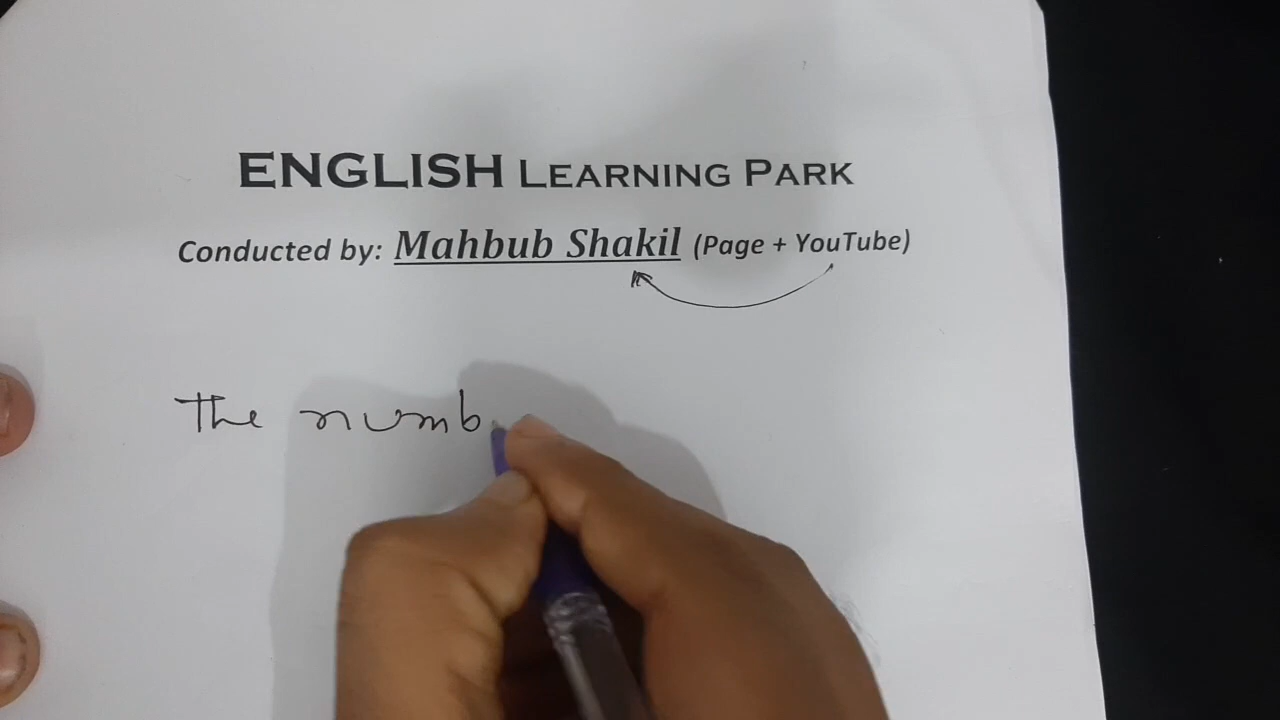 ENGLISH LEARNING PARK
Conducted by: Mahbub Shakil (Page + YouTube)
The numb